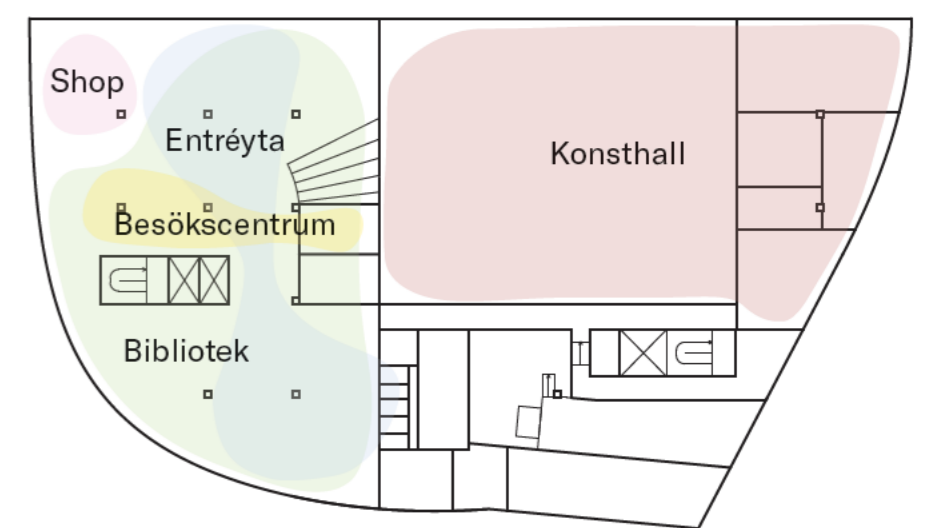 Shop
Entréyta
Konsthall
Besökscentrum
Bibliotek